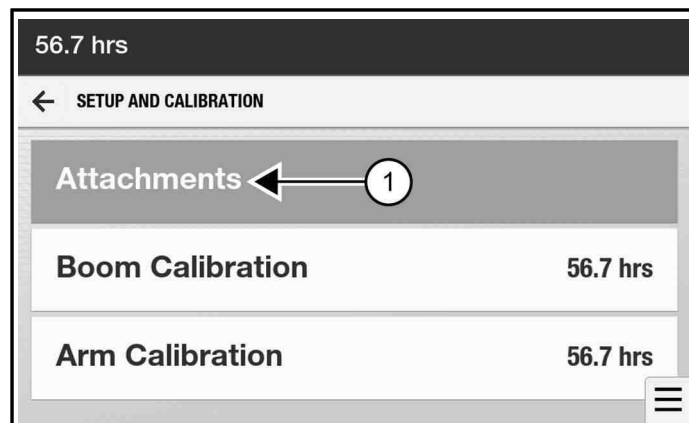 56.7 hrs
SETUP AND CALIBRATION
Attachments 1
Boom Calibration 56.7 hrs
Arm Calibration 56.7 hrs